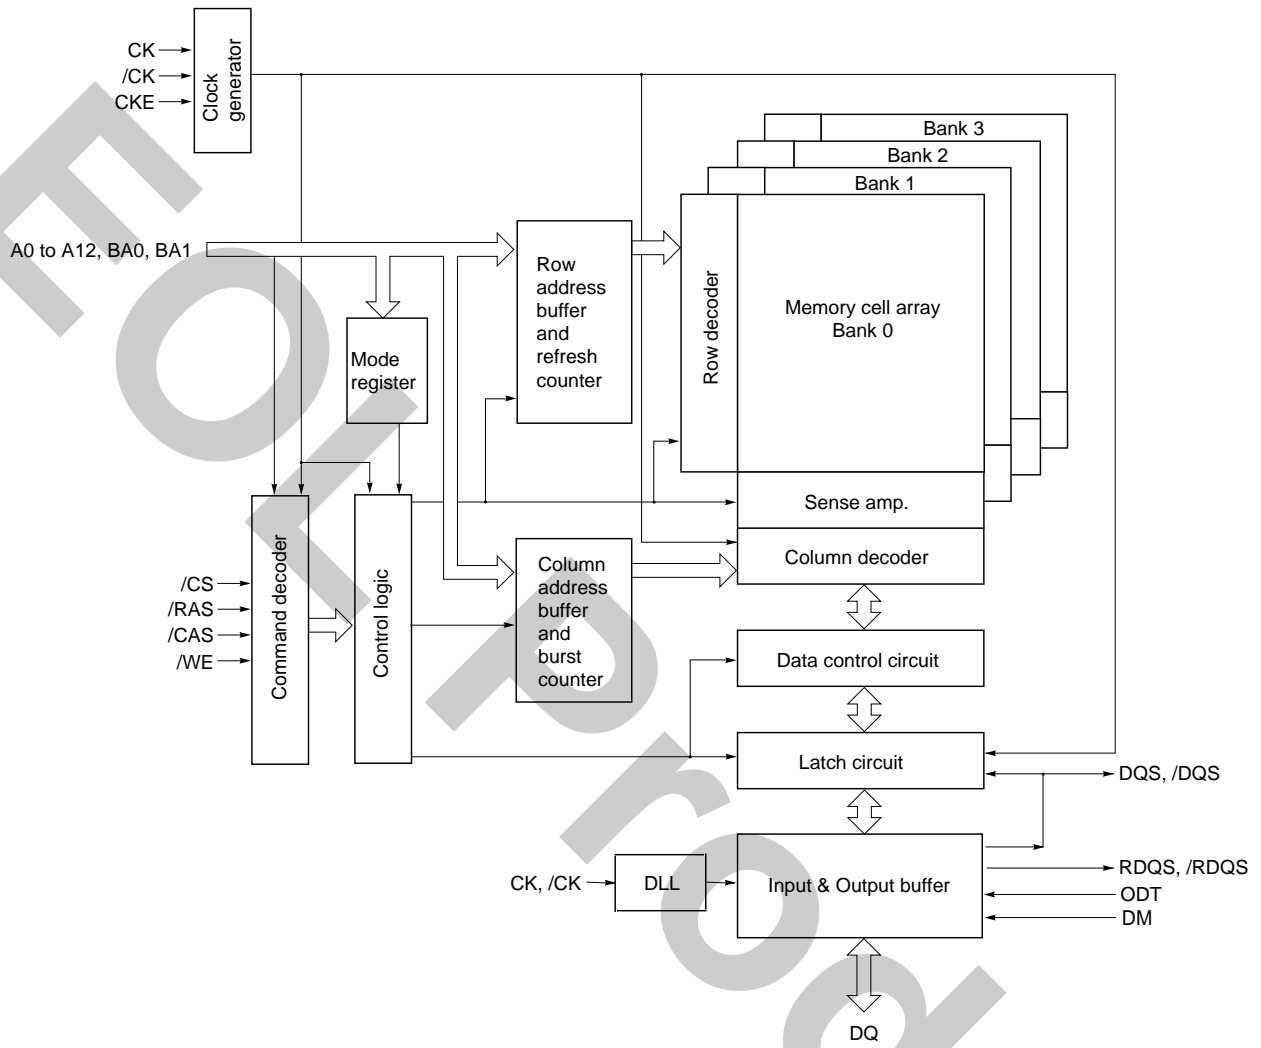 CK
/CK
CKE
Clock
generator
Bank 3
Bank 2
Bank 1
A0 to A12, BA0, BA1
Row
address
buffer
and
refresh
counter
Row decoder
Memory cell array
Bank 0
Mode
register
Sense amp.
Column decoder
Command decoder
Control logic
Column
address
buffer
and
burst
counter
/CS
/RAS
/CAS
/WE
Data control circuit
Latch circuit
DQS, /DQS
CK, /CK
DLL
Input & Output buffer
RDQS, /RDQS
ODT
DM
DQ
EOL Prod